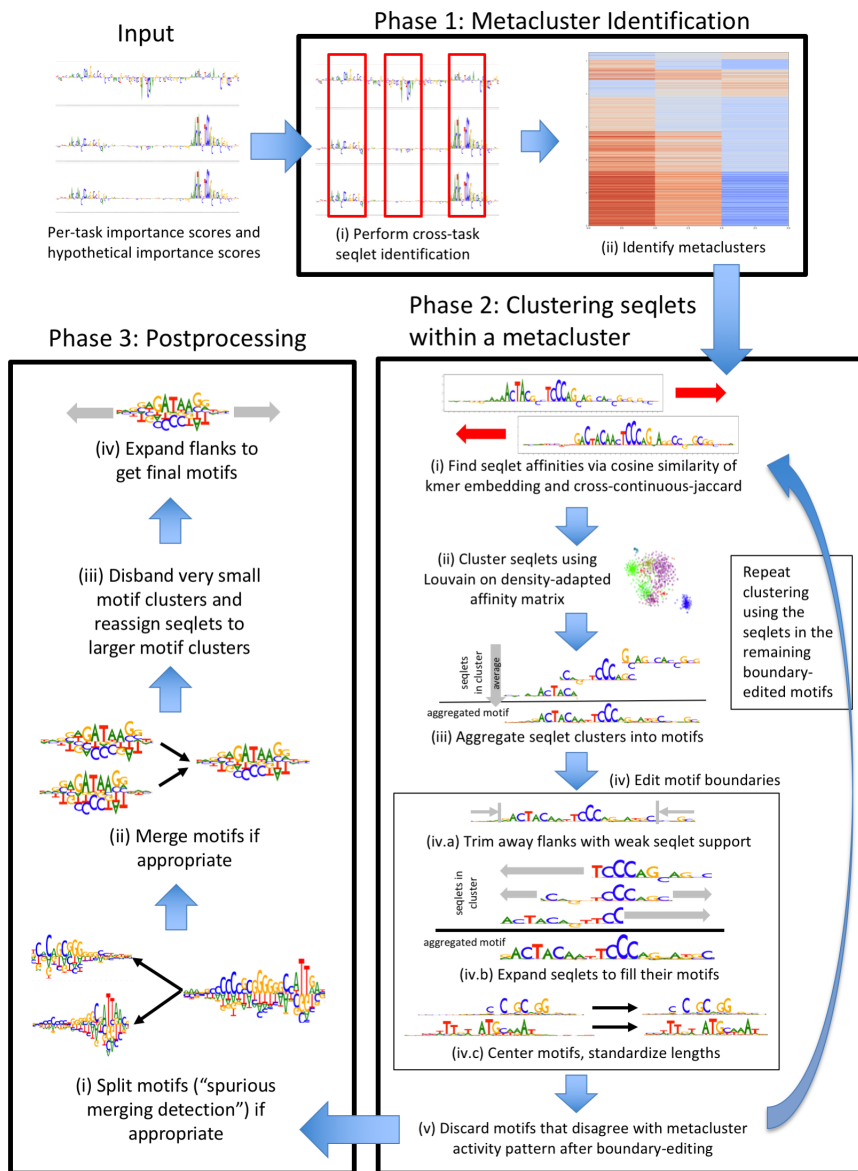 Input
Phase 1: Metacluster Identification
Per-task importance scores and
hypothetical importance scores
(i) Perform cross-task
seqlet identification
(ii) Identify metaclusters
Phase 2: Clustering seqlets
within a metacluster
(i) Find seqlet affinities via cosine similarity of
kmer embedding and cross-continuous-jaccard
(ii) Cluster seqlets using
Louvain on density-adapted
affinity matrix
seqlets
in cluster
average
aggregated motif
(iii) Aggregate seqlet clusters into motifs
(iv) Edit motif boundaries
(iv.a) Trim away flanks with weak seqlet support
seqlets in
cluster
aggregated motif
(iv.b) Expand seqlets to fill their motifs
(iv.c) Center motifs, standardize lengths
(v) Discard motifs that disagree with metacluster
activity pattern after boundary-editing
Repeat
clustering
using the
seqlets in the
remaining
boundary-
edited motifs
Phase 3: Postprocessing
(iv) Expand flanks to
get final motifs
(iii) Disband very small
motif clusters and
reassign seqlets to
larger motif clusters
(ii) Merge motifs if
appropriate
(i) Split motifs (“spurious
merging detection”) if
appropriate